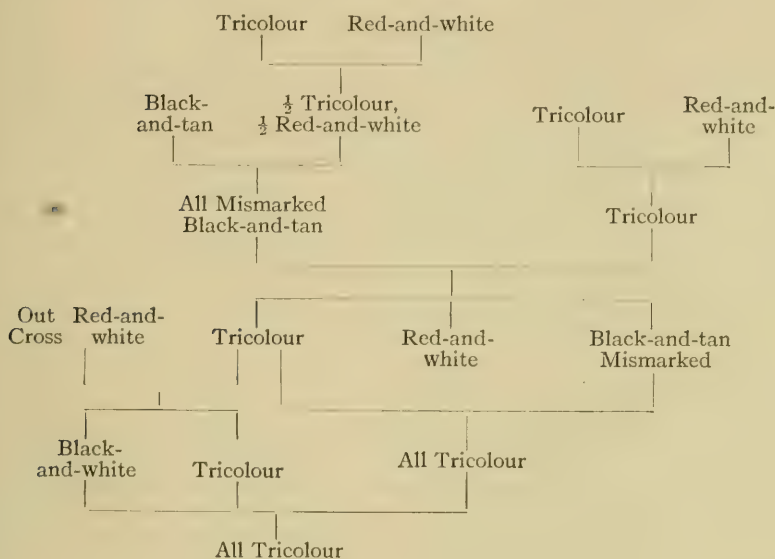 Tricolour Red-and-white
Black-and-tan
½ Tricolour,
½ Red-and-white
Tricolour
Red-and-white
All Mismarked
Black-and-tan
Tricolour
Out Cross
Red-and-white
Tricolour
Red-and-white
Black-and-tan
Mismarked
Black-and-white
Tricolour
All Tricolour
All Tricolour